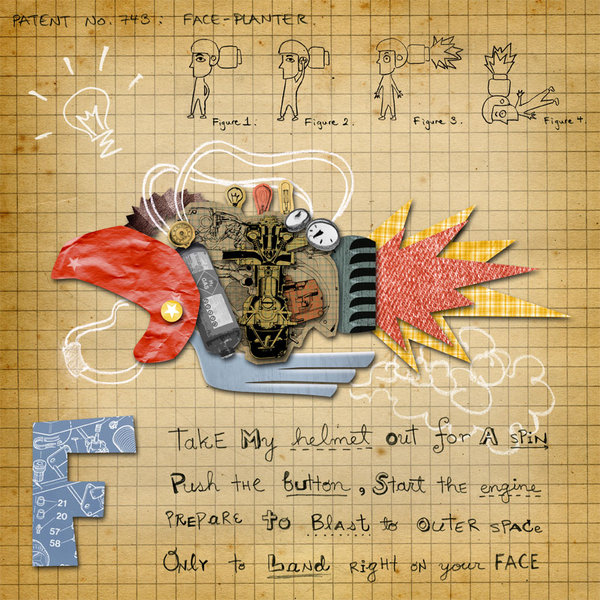 PATENT NO. 743: FACE-PLANTER.
Figure 1. Figure 2. Figure 3. Figure 4.
F
21
20
57
58
TAKE My helmet out for A SPIN,
Push THE button, Start the engine
PREPARE to BLAST to OUTER SPACE
ONLY to LAND RIGHT ON your FACE